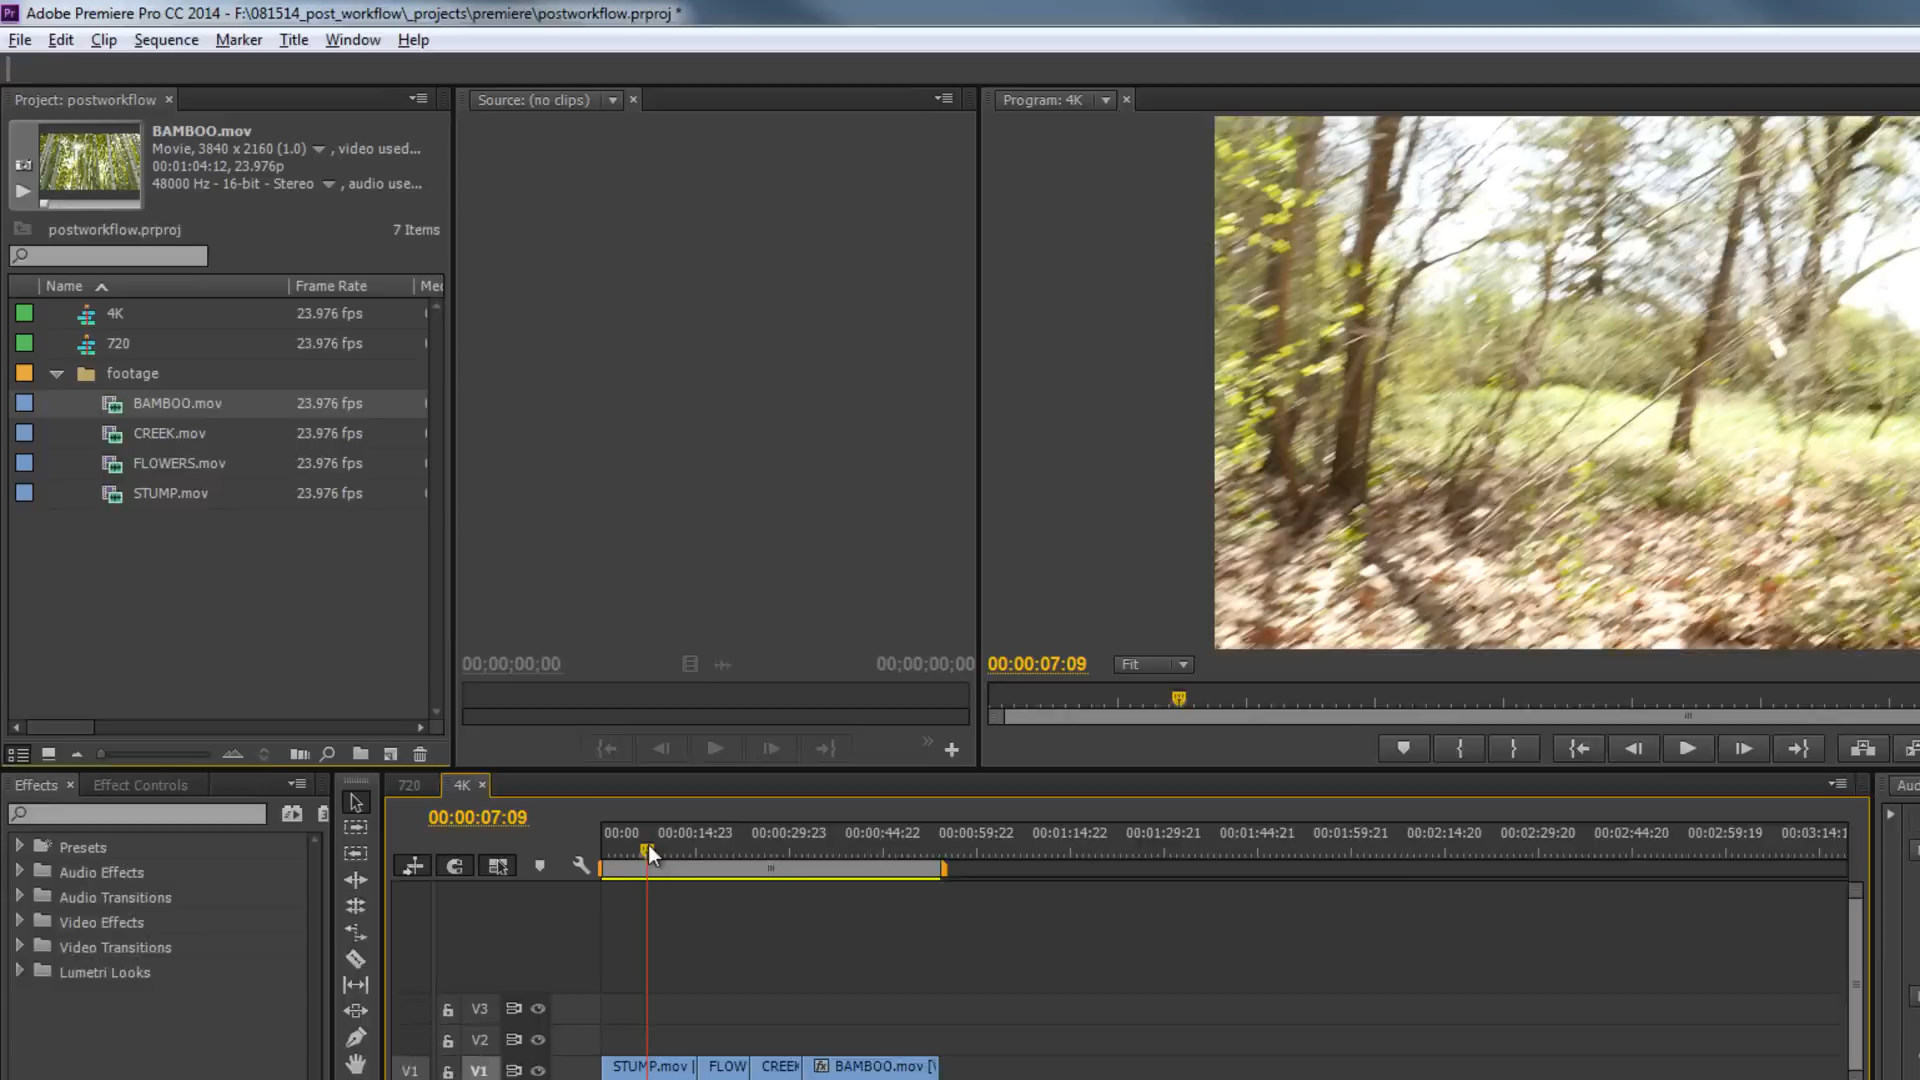 Adobe Premiere Pro CC 2014 - F:\081514_post_workflow\_projects\premiere\postworkflow.prproj *
File Edit Clip Sequence Marker Title Window Help
Project: postworkflow
Source: (no clips)
Program: 4K
BAMBOO.mov
Movie, 3840 x 2160 (1.0) , video used...
00:01:04:12, 23.976p
48000 Hz - 16-bit - Stereo , audio use...
postworkflow.prproj 7 Items
Name Frame Rate Med
4K 23.976 fps
720 23.976 fps
footage
BAMBOO.mov 23.976 fps
CREEK.mov 23.976 fps
FLOWERS.mov 23.976 fps
STUMP.mov 23.976 fps
00;00;00;00 00;00;00;00
00:00:07:09 Fit
Effects Effect Controls
720 4K
Aud
00:00:07:09
00:00 00:00:14:23 00:00:29:23 00:00:44:22 00:00:59:22 00:01:14:22 00:01:29:21 00:01:44:21 00:01:59:21 00:02:14:20 00:02:29:20 00:02:44:20 00:02:59:19 00:03:14:1
Presets
Audio Effects
Audio Transitions
Video Effects
Video Transitions
Lumetri Looks
V3
V2
V1 V1 STUMP.mov [ FLOW CREEK fx BAMBOO.mov [V